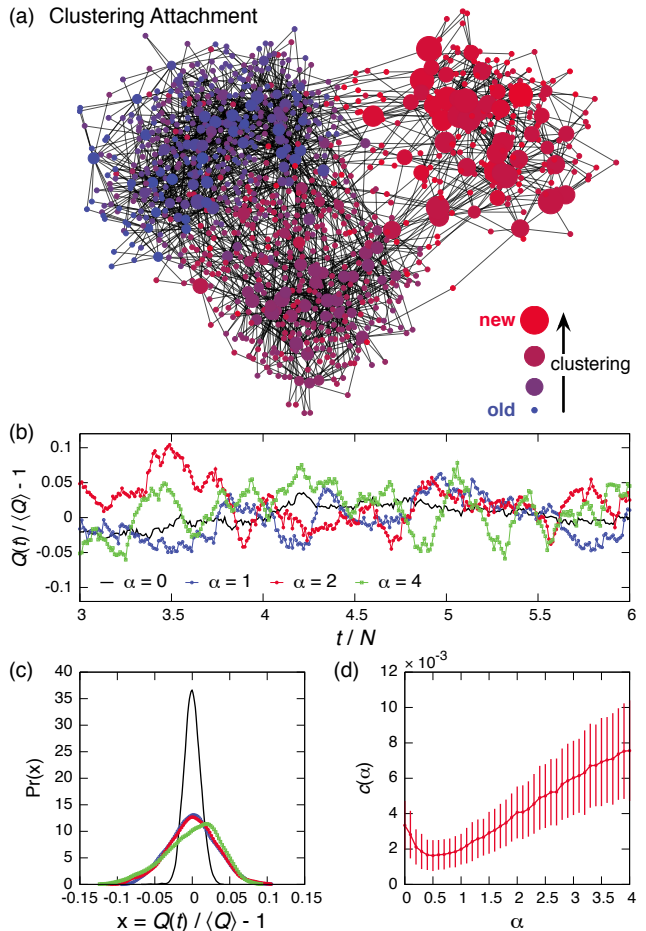 (a) Clustering Attachment
new
clustering
old
(b)
Q(t) / ⟨Q⟩ - 1
0.1
0.05
0
-0.05
-0.1
α = 0 α = 1 α = 2 α = 4
3 3.5 4 4.5 5 5.5 6
t / N
(c)
Pr(x)
40
35
30
25
20
15
10
5
0
-0.15 -0.1 -0.05 0 0.05 0.1 0.15
x = Q(t) / ⟨Q⟩ - 1
(d)
× 10⁻³
c(α)
12
10
8
6
4
2
0
0 0.5 1 1.5 2 2.5 3 3.5 4
α